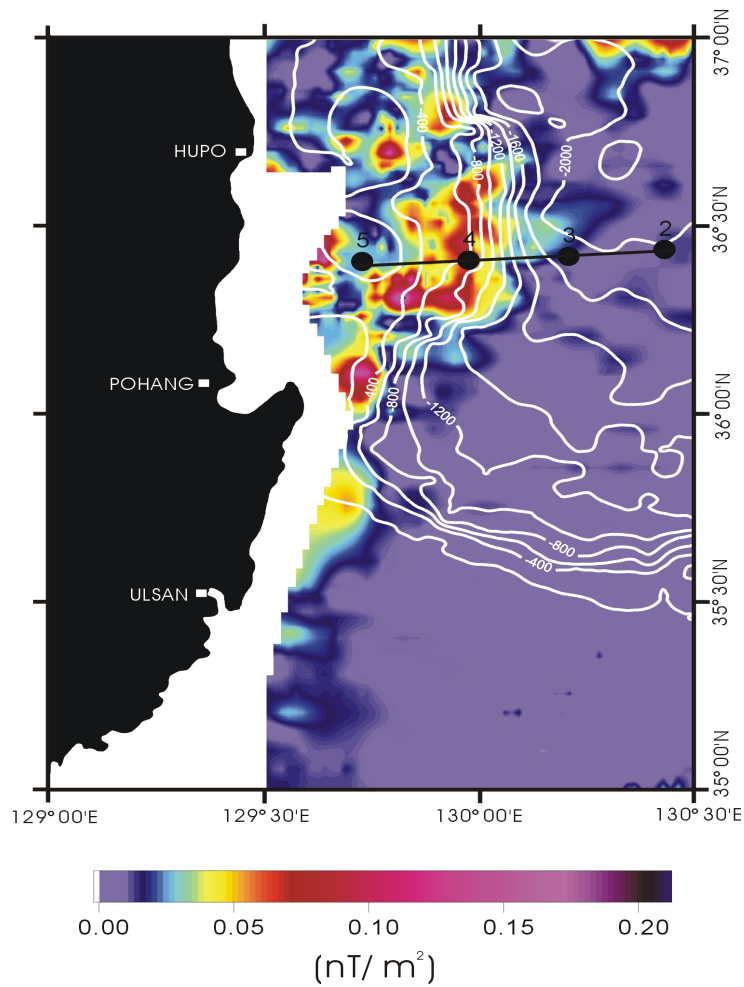 37° 00'N
-400
-1200
-1600
-800
-2000
HUPO
36° 30'N
5
4
3
2
POHANG
400
-800
-1200
36° 00'N
-800
-400
ULSAN
35° 30'N
35° 00'N
129° 00'E 129° 30'E 130° 00'E 130° 30'E
0.00 0.05 0.10 0.15 0.20
(nT/ m²)